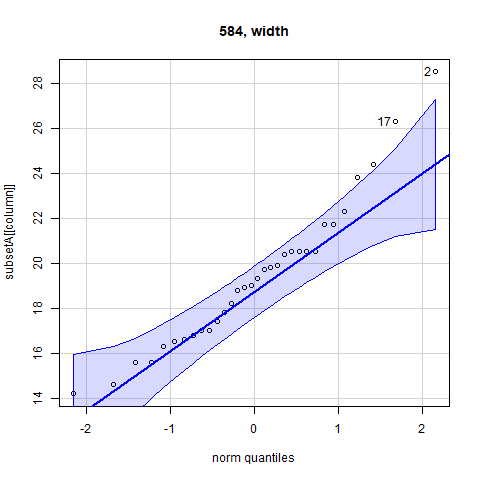 584, width
subsetA[[column]]
28
26
24
22
20
18
16
14
2
17
-2 -1 0 1 2
norm quantiles